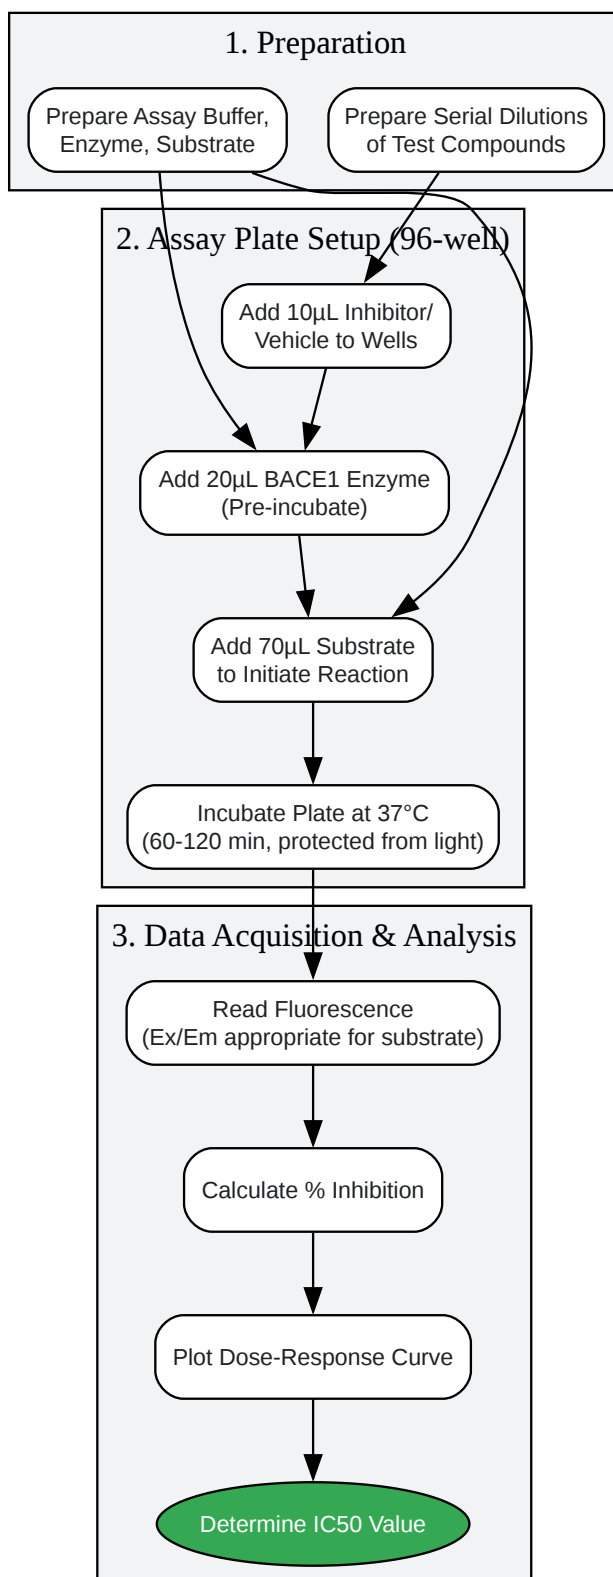 1. Preparation
Prepare Assay Buffer,
Enzyme, Substrate
Prepare Serial Dilutions
of Test Compounds
2. Assay Plate Setup (96-well)
Add 10µL Inhibitor/
Vehicle to Wells
Add 20µL BACE1 Enzyme
(Pre-incubate)
Add 70µL Substrate
to Initiate Reaction
Incubate Plate at 37°C
(60-120 min, protected from light)
3. Data Acquisition & Analysis
Read Fluorescence
(Ex/Em appropriate for substrate)
Calculate % Inhibition
Plot Dose-Response Curve
Determine IC50 Value